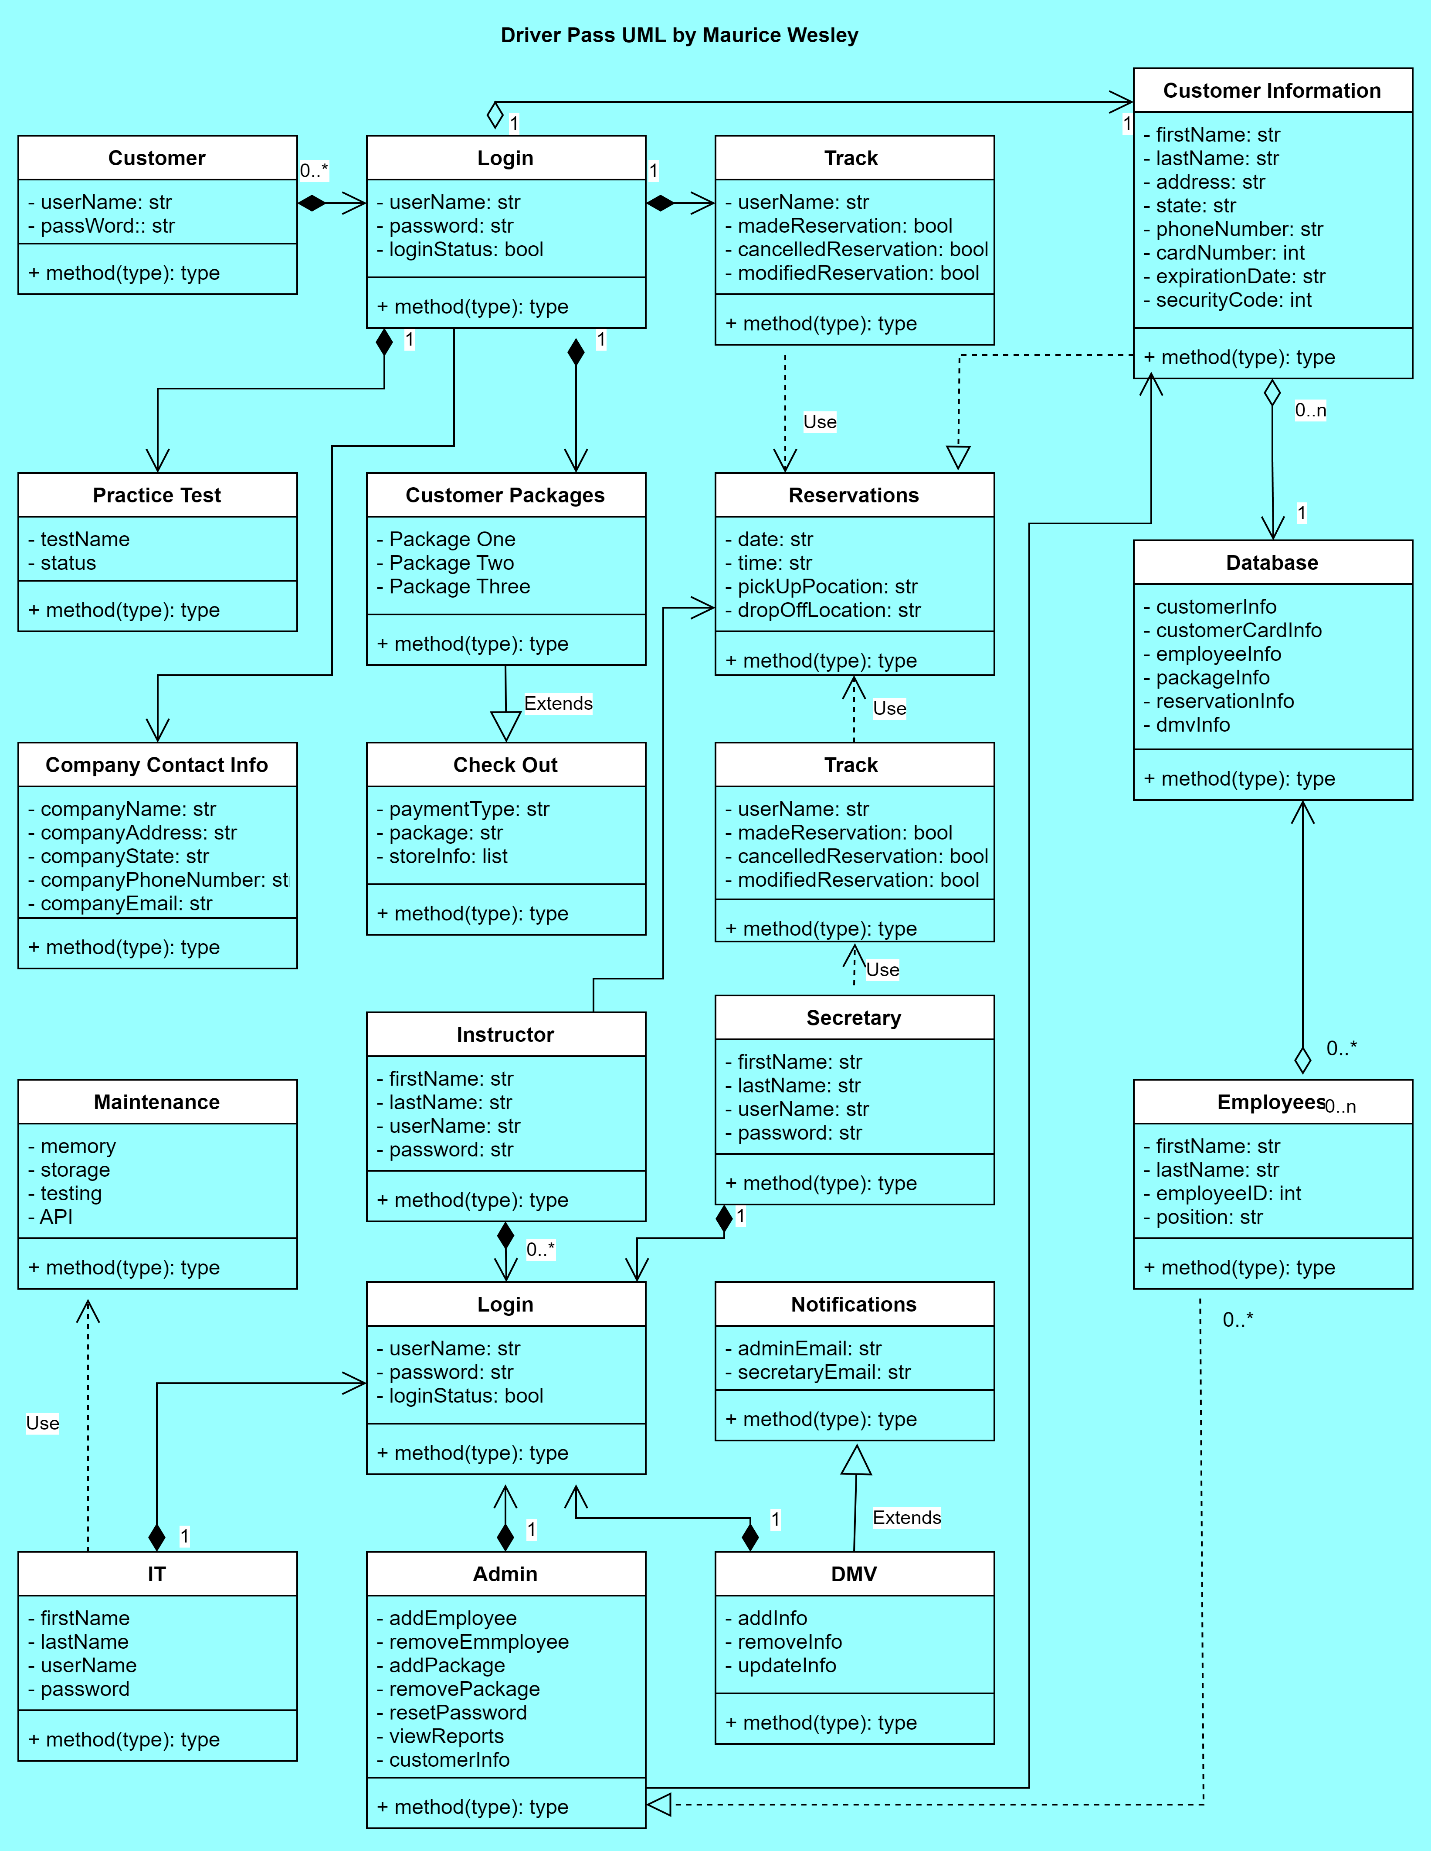 Driver Pass UML by Maurice Wesley
Customer Information
- firstName: str
- lastName: str
- address: str
- state: str
- phoneNumber: str
- cardNumber: int
- expirationDate: str
- securityCode: int
+ method(type): type
1
1
Customer
- userName: str
- passWord:: str
+ method(type): type
0..*
Login
- userName: str
- password: str
- loginStatus: bool
+ method(type): type
1
Track
- userName: str
- madeReservation: bool
- cancelledReservation: bool
- modifiedReservation: bool
+ method(type): type
1
1
Use
0..n
1
Practice Test
- testName
- status
+ method(type): type
Customer Packages
- Package One
- Package Two
- Package Three
+ method(type): type
Reservations
- date: str
- time: str
- pickUpPocation: str
- dropOffLocation: str
+ method(type): type
Database
- customerInfo
- customerCardInfo
- employeeInfo
- packageInfo
- reservationInfo
- dmvInfo
+ method(type): type
Extends
Use
Company Contact Info
- companyName: str
- companyAddress: str
- companyState: str
- companyPhoneNumber: st
- companyEmail: str
+ method(type): type
Check Out
- paymentType: str
- package: str
- storeInfo: list
+ method(type): type
Track
- userName: str
- madeReservation: bool
- cancelledReservation: bool
- modifiedReservation: bool
+ method(type): type
Use
Instructor
- firstName: str
- lastName: str
- userName: str
- password: str
+ method(type): type
Secretary
- firstName: str
- lastName: str
- userName: str
- password: str
+ method(type): type
0..*
Employees
0..n
- firstName: str
- lastName: str
- employeeID: int
- position: str
+ method(type): type
Maintenance
- memory
- storage
- testing
- API
+ method(type): type
0..*
1
0..*
Login
- userName: str
- password: str
- loginStatus: bool
+ method(type): type
Notifications
- adminEmail: str
- secretaryEmail: str
+ method(type): type
Use
1
1
1
Extends
IT
- firstName
- lastName
- userName
- password
+ method(type): type
Admin
- addEmployee
- removeEmmployee
- addPackage
- removePackage
- resetPassword
- viewReports
- customerInfo
+ method(type): type
DMV
- addInfo
- removeInfo
- updateInfo
+ method(type): type